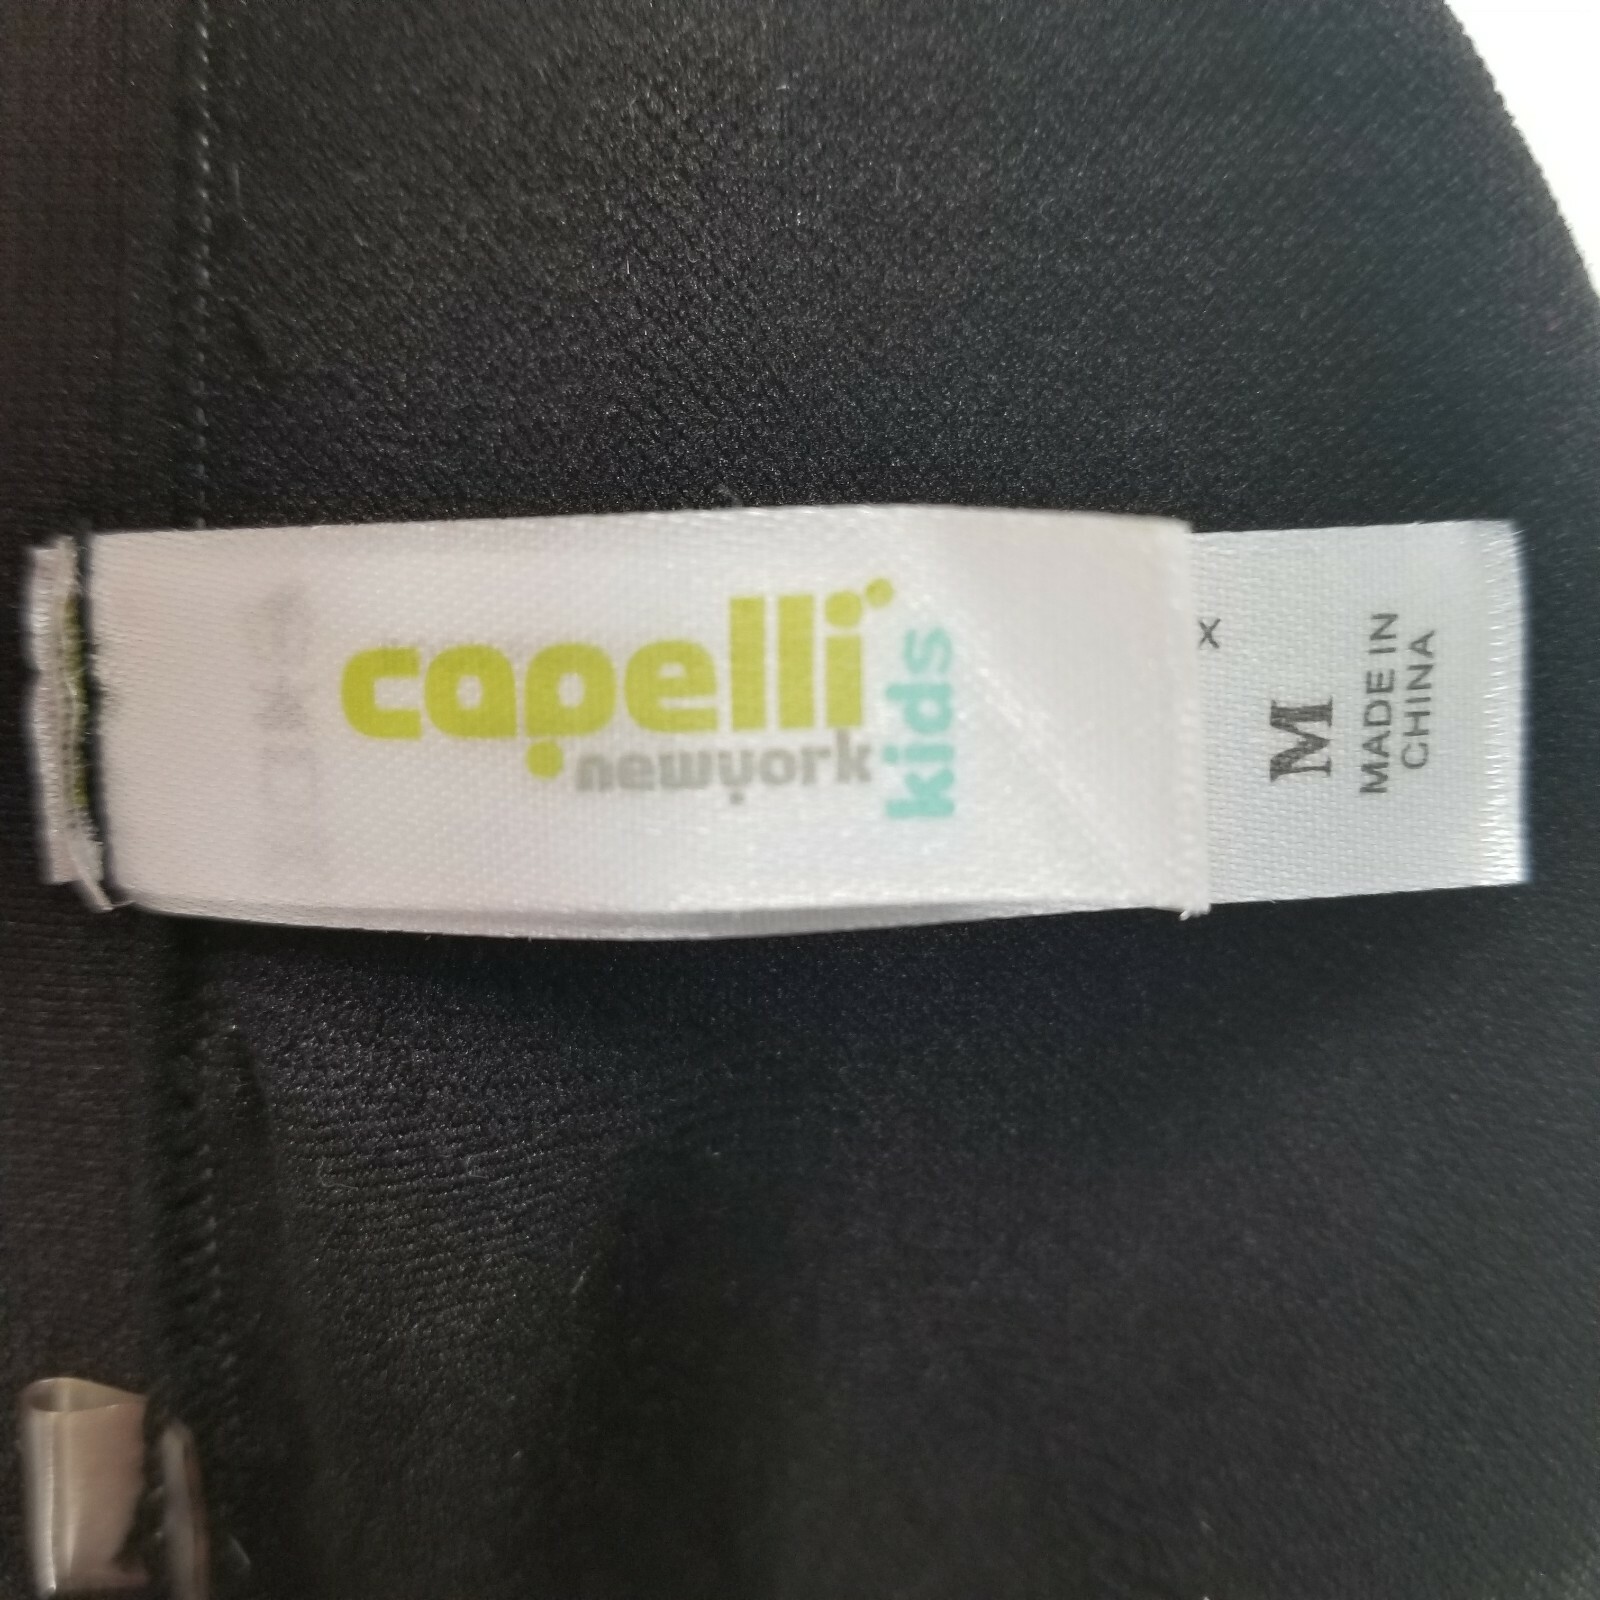 capelli
newyork
kids
x
M
MADE IN
CHINA